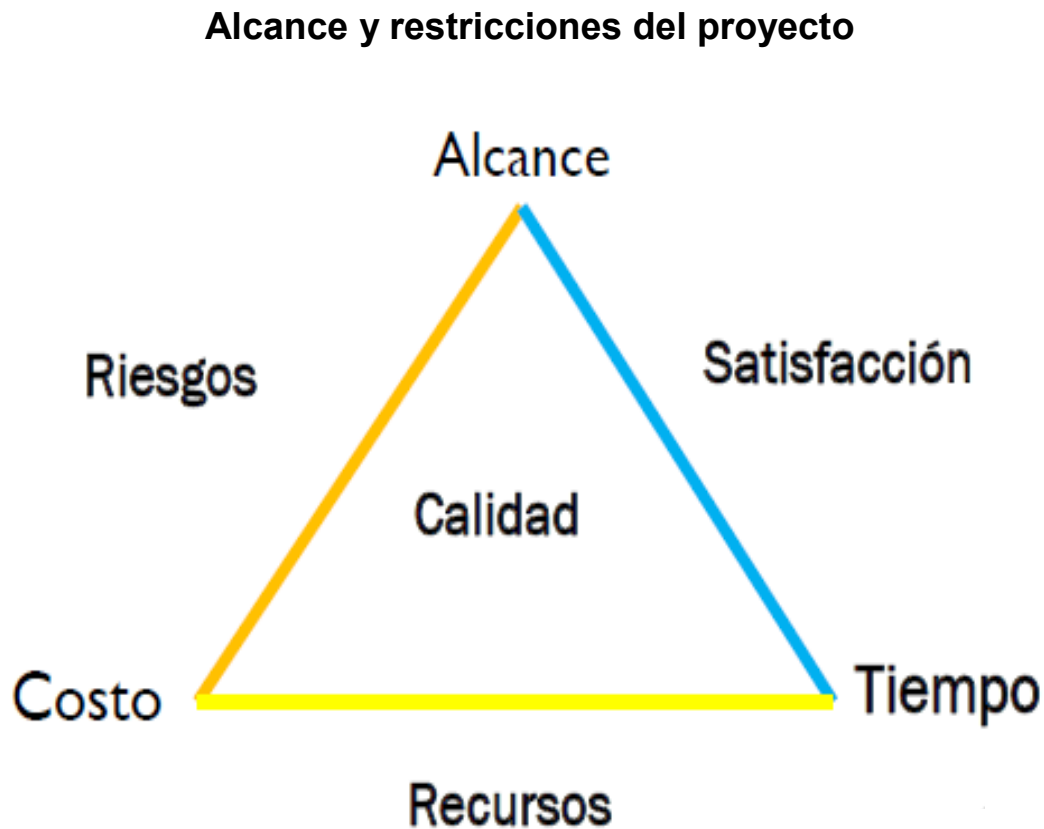 Alcance y restricciones del proyecto
Alcance
Riesgos
Satisfacción
Calidad
Costo
Tiempo
Recursos